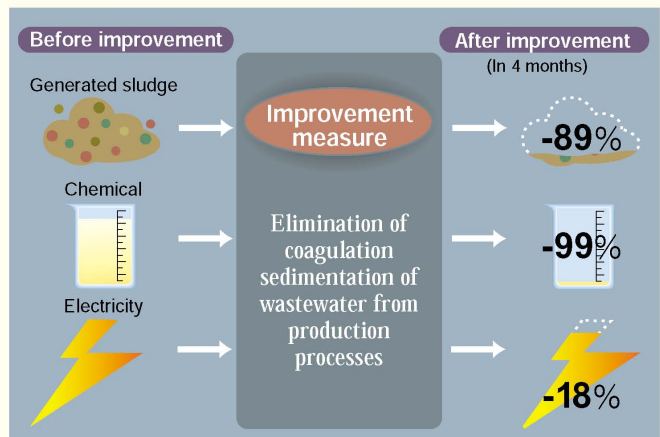 Before improvement
After improvement
(In 4 months)
Generated sludge
Improvement
measure
-89%
Chemical
Elimination of
coagulation
sedimentation of
wastewater from
production
processes
-99%
Electricity
-18%